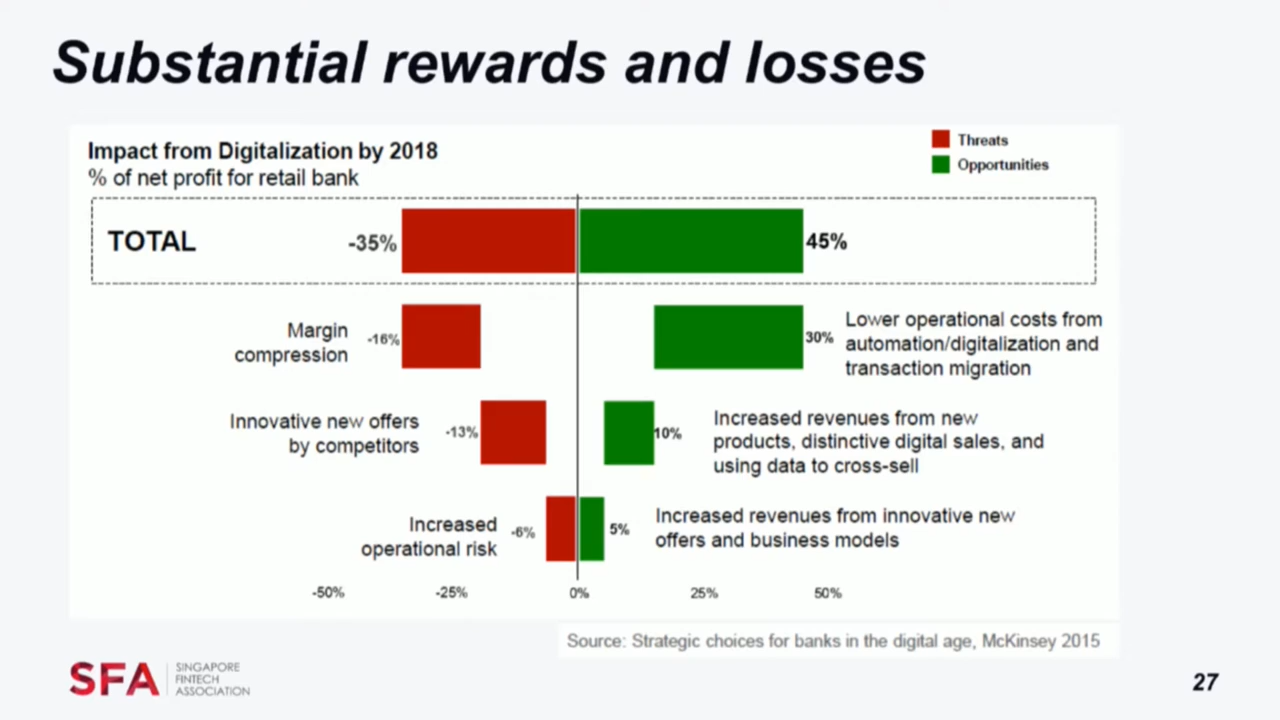 Substantial rewards and losses
Impact from Digitalization by 2018
% of net profit for retail bank
Threats
Opportunities
TOTAL
-35%
45%
Margin
compression
-16%
30%
Lower operational costs from
automation/digitalization and
transaction migration
Innovative new offers
by competitors
-13%
10%
Increased revenues from new
products, distinctive digital sales, and
using data to cross-sell
Increased
operational risk
-6%
5%
Increased revenues from innovative new
offers and business models
-50%
-25%
0%
25%
50%
Source: Strategic choices for banks in the digital age, McKinsey 2015
SFA
SINGAPORE
FINTECH
ASSOCIATION
27